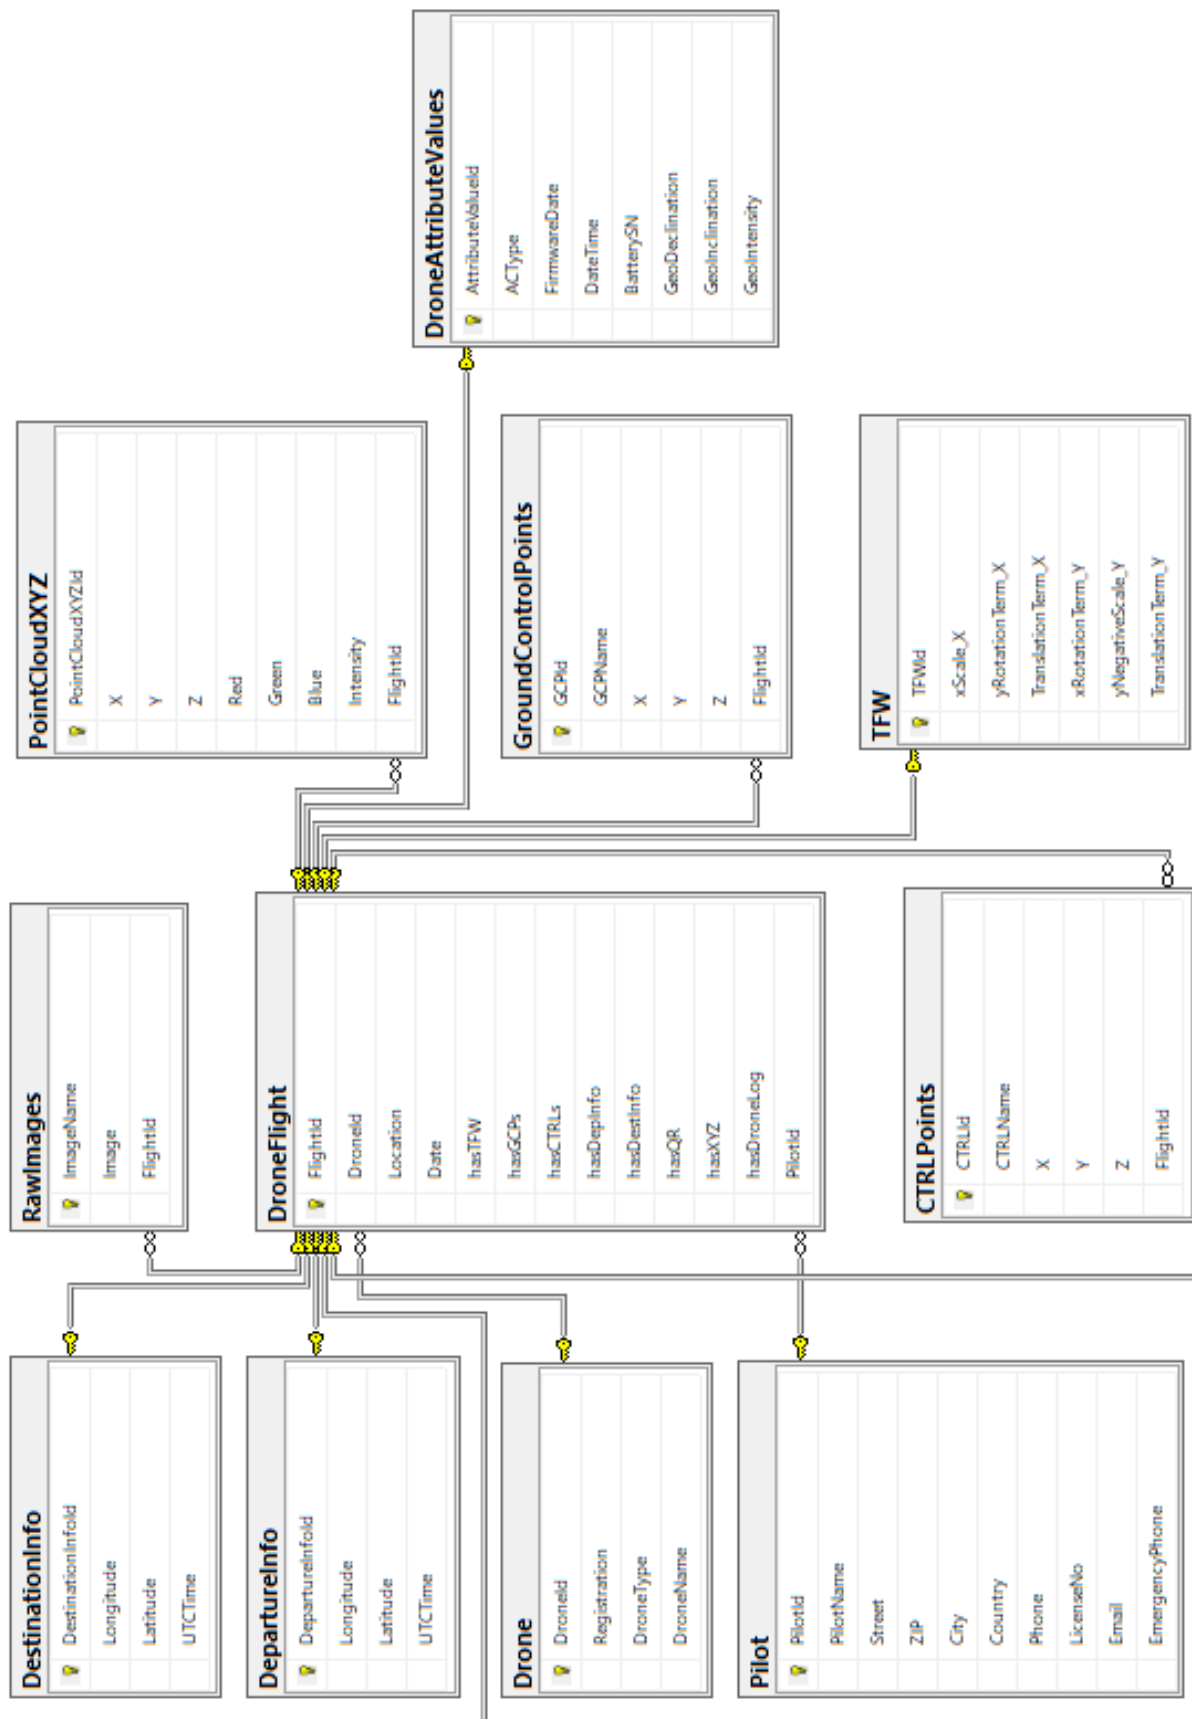 DestinationInfo
DestinationInfoId
Longitude
Latitude
UTCTime
RawImages
ImageName
Image
FlightId
PointCloudXYZ
PointCloudXYZId
X
Y
Z
Red
Green
Blue
Intensity
FlightId
DepartureInfo
DepartureInfoId
Longitude
Latitude
UTCTime
DroneFlight
FlightId
DroneId
Location
Date
hasTFW
hasGCPs
hasCTRLs
hasDepInfo
hasDestInfo
hasQR
hasXYZ
hasDroneLog
PilotId
DroneAttributeValues
AttributeValueId
ACType
FirmwareDate
DateTime
BatterySN
GeoDeclination
GeoInclination
GeoIntensity
Drone
DroneId
Registration
DroneType
DroneName
GroundControlPoints
GCPId
GCPName
X
Y
Z
FlightId
Pilot
PilotId
PilotName
Street
ZIP
City
Country
Phone
LicenseNo
Email
EmergencyPhone
CTRLPoints
CTRLId
CTRLName
X
Y
Z
FlightId
TFW
TFWId
xScale_X
yRotationTerm_X
TranslationTerm_X
xRotationTerm_Y
yNegativeScale_Y
TranslationTerm_Y